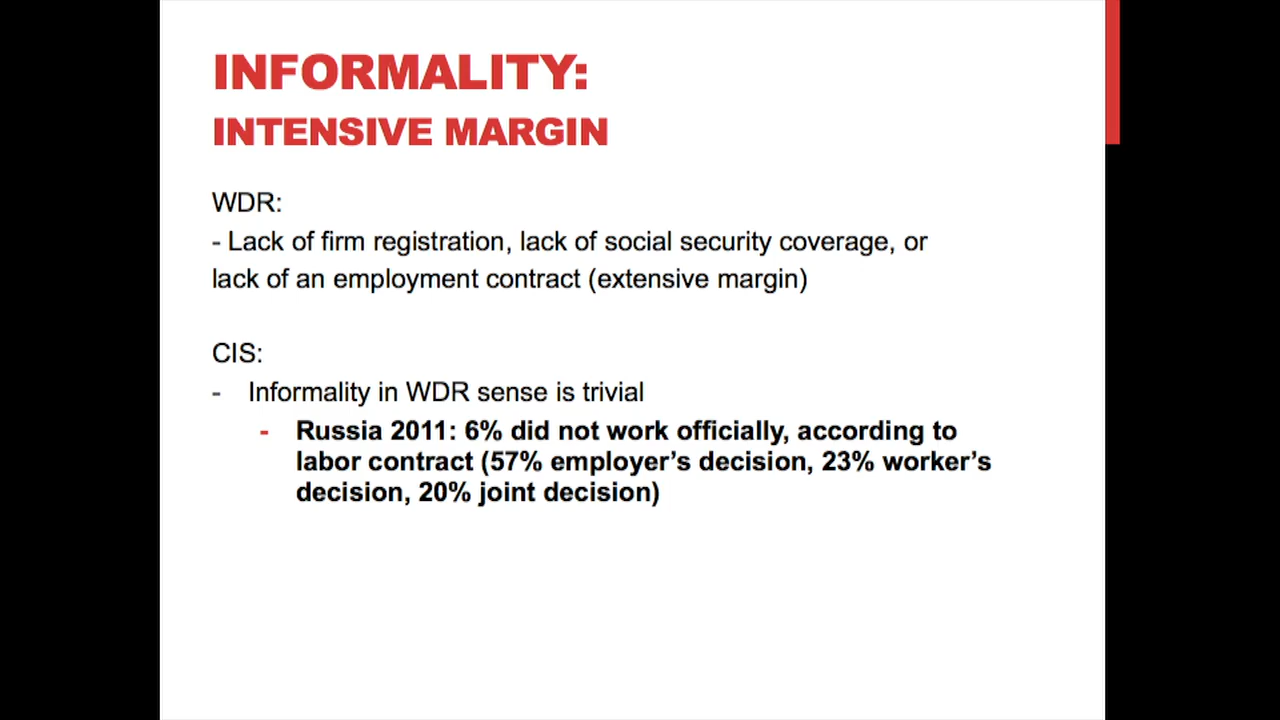 INFORMALITY:
INTENSIVE MARGIN
WDR:
- Lack of firm registration, lack of social security coverage, or
lack of an employment contract (extensive margin)
CIS:
- Informality in WDR sense is trivial
- Russia 2011: 6% did not work officially, according to
labor contract (57% employer’s decision, 23% worker’s
decision, 20% joint decision)